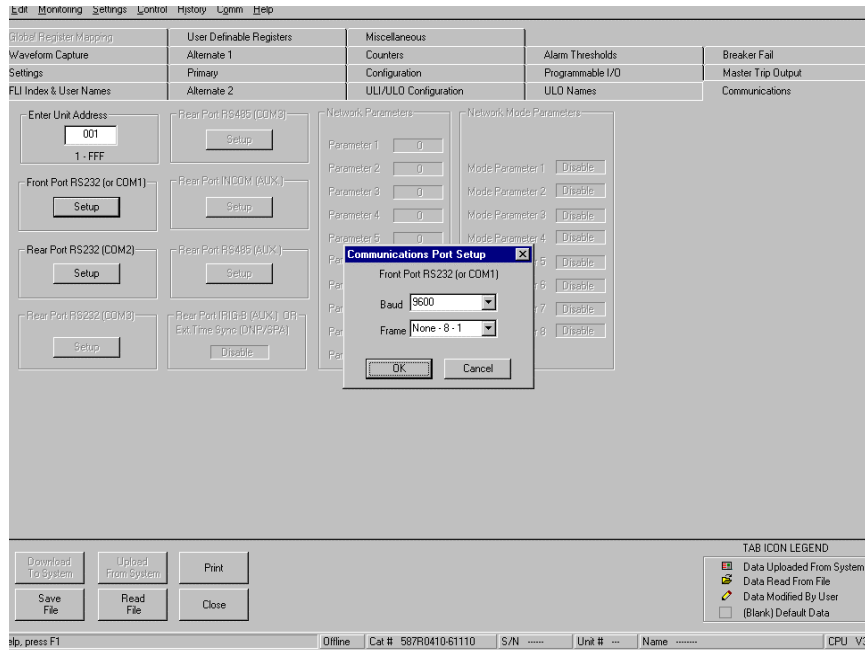 Edit Monitoring Settings Control History Comm Help
Global Register Mapping User Definable Registers Miscellaneous
Waveform Capture Alternate 1 Counters Alarm Thresholds Breaker Fail
Settings Primary Configuration Programmable I/O Master Trip Output
FLI Index & User Names Alternate 2 ULI/ULO Configuration ULO Names Communications
Enter Unit Address
001
1 - FFF
Front Port RS232 (or COM1)
Setup
Rear Port RS232 (COM2)
Setup
Rear Port RS232 (COM3)
Setup
Rear Port RS485 (COM3)
Setup
Rear Port INCOM (AUX.)
Setup
Rear Port RS485 (AUX.)
Setup
Rear Port IRIG-B (AUX.) OR
Ext.Time Sync (DNP/SPA)
Disable
Network Parameters
Parameter 1 0
Parameter 2 0
Parameter 3 0
Parameter 4 0
Parameter 5 0
Network Mode Parameters
Mode Parameter 1 Disable
Mode Parameter 2 Disable
Mode Parameter 3 Disable
Mode Parameter 4 Disable
5 Disable
6 Disable
7 Disable
8 Disable
Communications Port Setup
Front Port RS232 (or COM1)
Baud 9600
Frame None - 8 - 1
OK Cancel
Download
To System
Upload
From System
Print
Save
File
Read
File
Close
TAB ICON LEGEND
Data Uploaded From System
Data Read From File
Data Modified By User
(Blank) Default Data
elp, press F1 Offline Cat # 587R0410-61110 S/N ------ Unit # --- Name -------- CPU V3